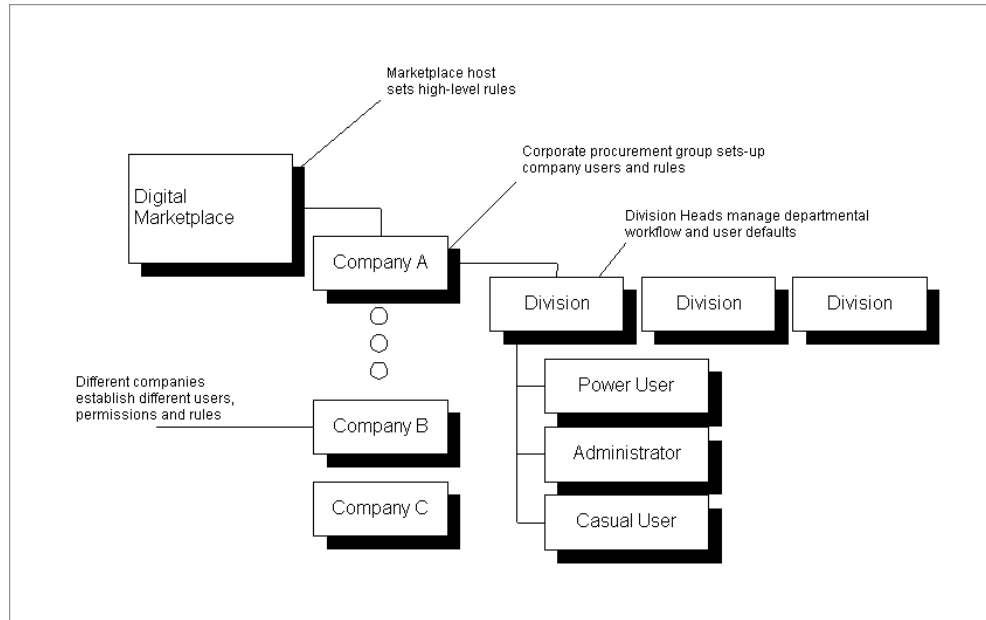 Marketplace host
sets high-level rules
Corporate procurement group sets-up
company users and rules
Digital
Marketplace
Division Heads manage departmental
workflow and user defaults
Company A
Division
Division
Division
Power User
Different companies
establish different users,
permissions and rules
Company B
Administrator
Company C
Casual User